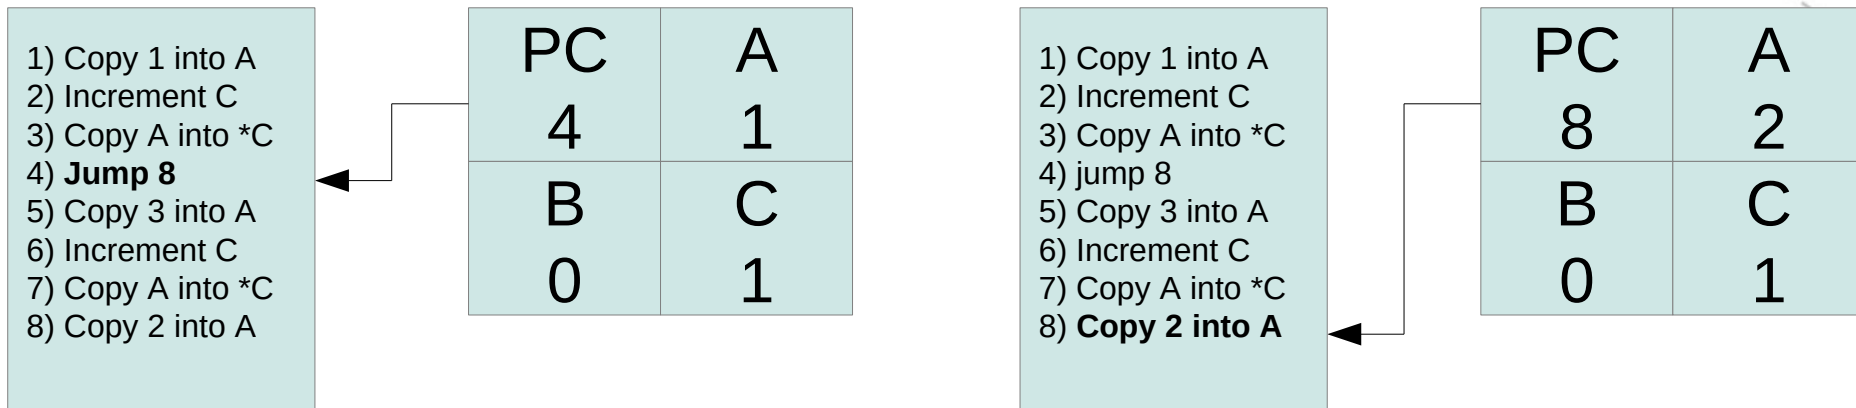 1) Copy 1 into A
2) Increment C
3) Copy A into *C
4) Jump 8
5) Copy 3 into A
6) Increment C
7) Copy A into *C
8) Copy 2 into A
PC A
4 1
B C
0 1
1) Copy 1 into A
2) Increment C
3) Copy A into *C
4) jump 8
5) Copy 3 into A
6) Increment C
7) Copy A into *C
8) Copy 2 into A
PC A
8 2
B C
0 1